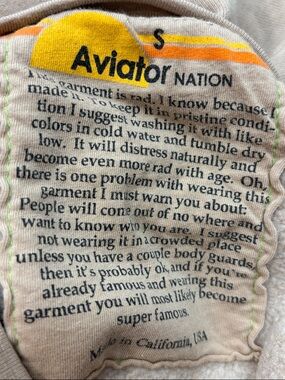 S
Aviator NATION
garment is rad. I know because I
made it. To keep it in pristing condi-
tion I suggest washing it with like
colors in cold water and tumble dry
low. It will distress naturally and
become even more rad with age. Oh,
there is one problem with wearing this
garment I must warn you about:
People will come out of no where and
want to know who you are. I suggest
not wearing it in a crowded place
unless you have a couple body guards,
then it's probably ok and if you're
already famous and wearing this
garment you will most likely become
super famous.
Made in California, USA